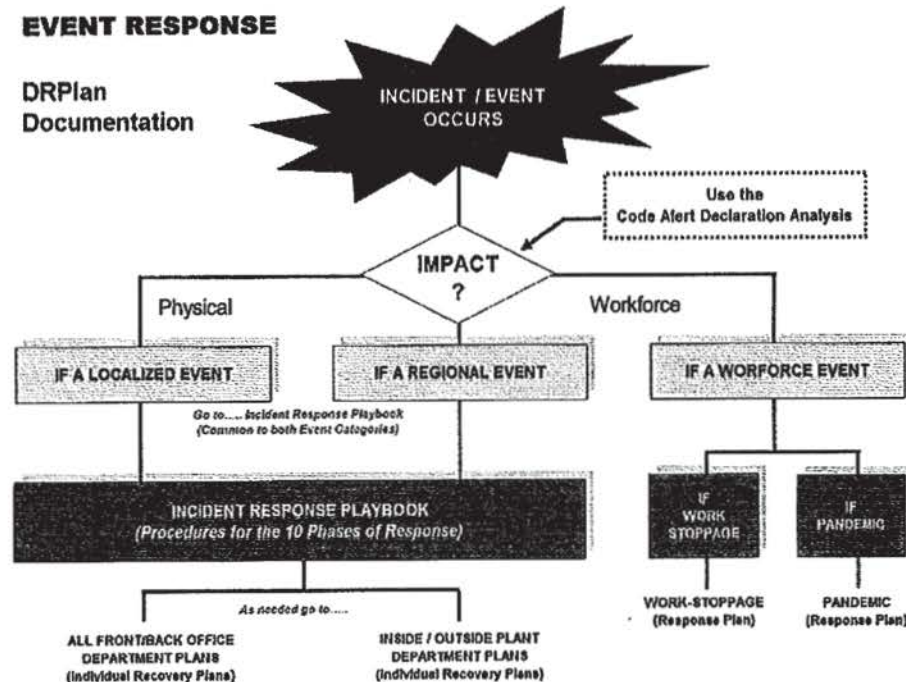 EVENT RESPONSE
DRPlan
Documentation
INCIDENT / EVENT
OCCURS
Use the
Code Alert Declaration Analysis
IMPACT
?
Physical
Workforce
IF A LOCALIZED EVENT
IF A REGIONAL EVENT
IF A WORFORCE EVENT
Go to..... Incident Response Playbook
(Common to both Event Categories)
INCIDENT RESPONSE PLAYBOOK
(Procedures for the 10 Phases of Response)
IF
WORK
STOPPAGE
IF
PANDEMIC
As needed go to.....
WORK-STOPPAGE
(Response Plan)
PANDEMIC
(Response Plan)
ALL FRONT/BACK OFFICE
DEPARTMENT PLANS
(Individual Recovery Plans)
INSIDE / OUTSIDE PLANT
DEPARTMENT PLANS
(Individual Recovery Plans)